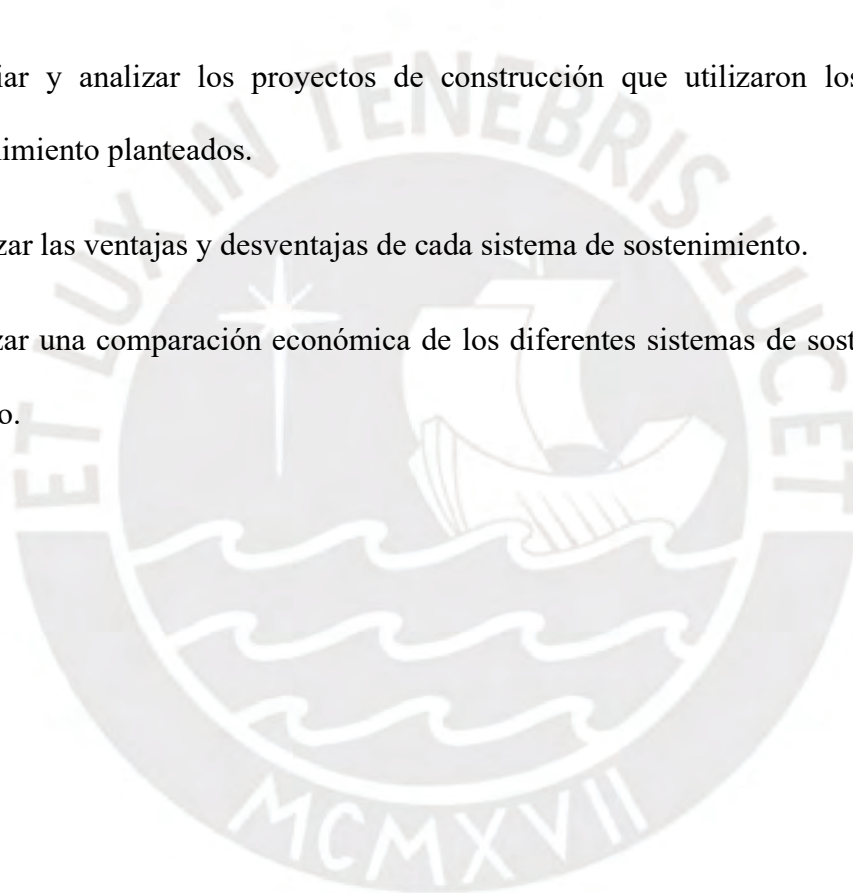 iar y analizar los proyectos de construcción que utilizaron los
imiento planteados.
zar las ventajas y desventajas de cada sistema de sostenimiento.
zar una comparación económica de los diferentes sistemas de sost
o.
ET LUX IN TENEBRIS LUCET
MCMXVII